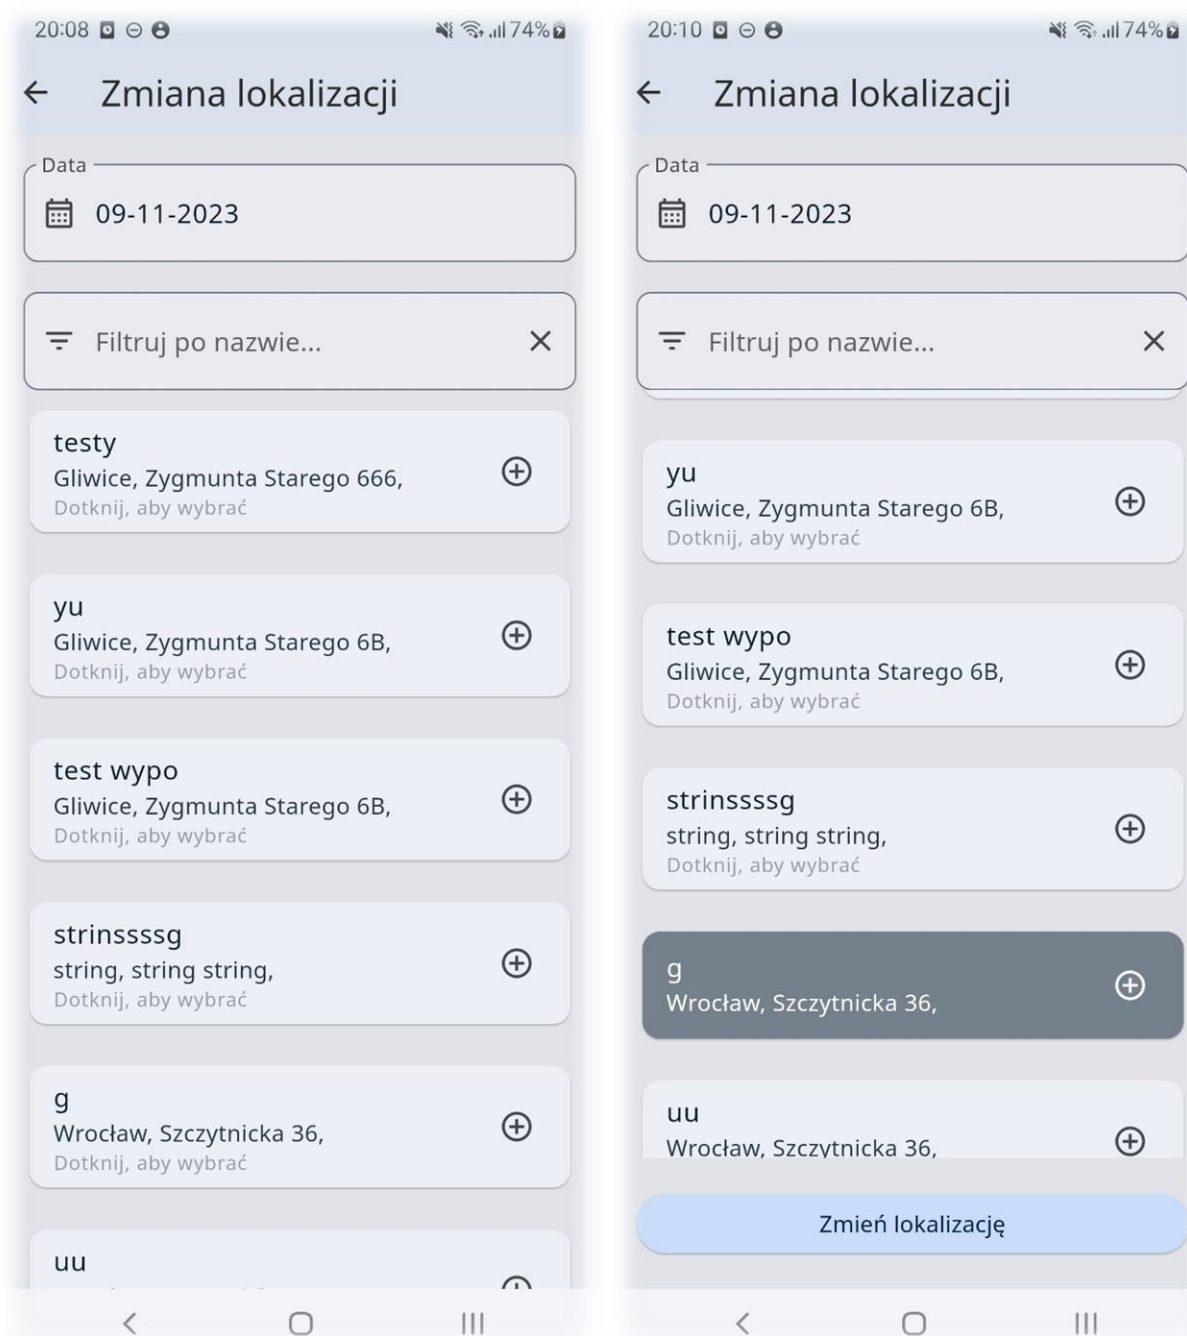 20:08 74%
Zmiana lokalizacji
Data
09-11-2023
Filtruj po nazwie...
testy
Gliwice, Zygmunta Starego 666,
Dotknij, aby wybrać
yu
Gliwice, Zygmunta Starego 6B,
Dotknij, aby wybrać
test wypo
Gliwice, Zygmunta Starego 6B,
Dotknij, aby wybrać
strinssssg
string, string string,
Dotknij, aby wybrać
g
Wrocław, Szczytnicka 36,
Dotknij, aby wybrać
uu
20:10 74%
Zmiana lokalizacji
Data
09-11-2023
Filtruj po nazwie...
yu
Gliwice, Zygmunta Starego 6B,
Dotknij, aby wybrać
test wypo
Gliwice, Zygmunta Starego 6B,
Dotknij, aby wybrać
strinssssg
string, string string,
Dotknij, aby wybrać
g
Wrocław, Szczytnicka 36,
uu
Wrocław, Szczytnicka 36,
Zmień lokalizację